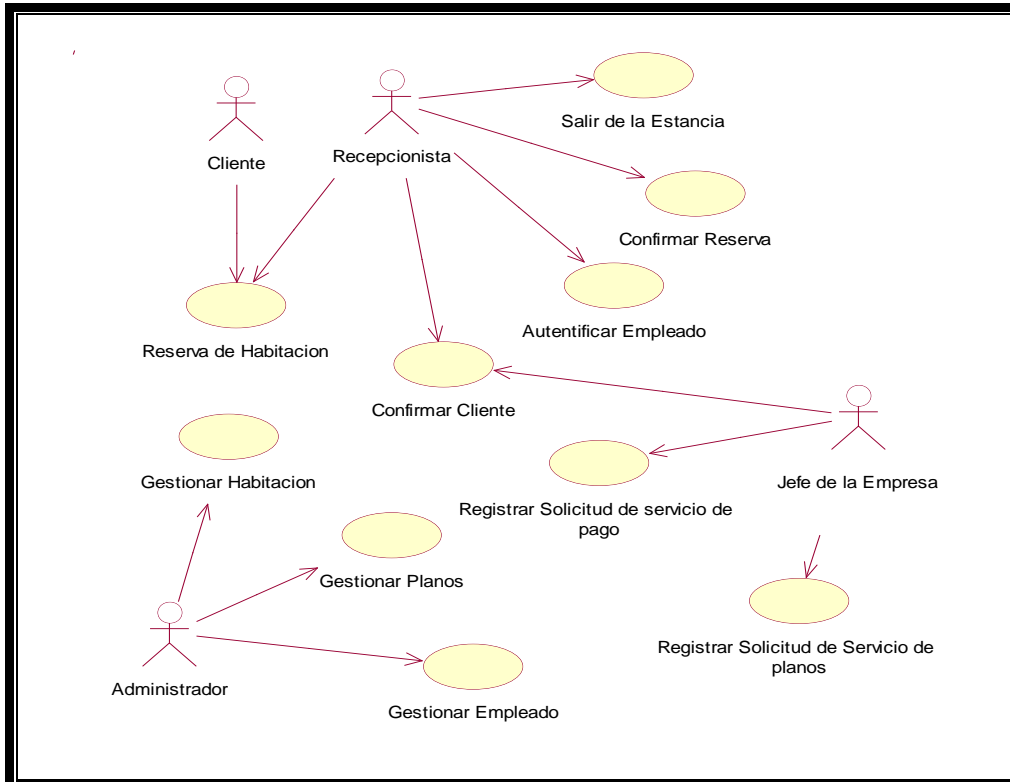 Salir de la Estancia
Cliente
Recepcionista
Confirmar Reserva
Autentificar Empleado
Reserva de Habitacion
Confirmar Cliente
Gestionar Habitacion
Jefe de la Empresa
Registrar Solicitud de servicio de
pago
Gestionar Planos
Registrar Solicitud de Servicio de
planos
Administrador
Gestionar Empleado